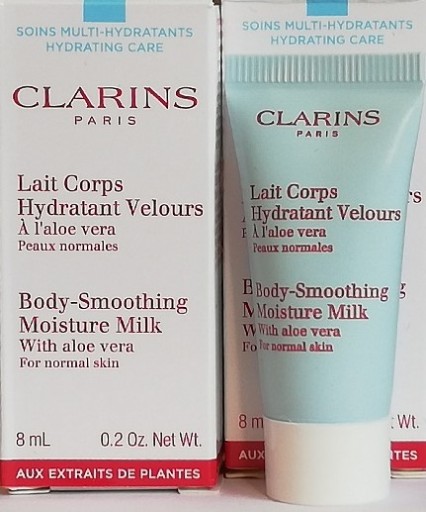 SOINS MULTI-HYDRATANTS
HYDRATING CARE
CLARINS
PARIS
Lait Corps
Hydratant Velours
À l'aloe vera
Peaux normales
Body-Smoothing
Moisture Milk
With aloe vera
For normal skin
8 mL 0.2 Oz. Net Wt.
AUX EXTRAITS DE PLANTES
SOINS MULTI-HYDRATANTS
HYDRATING CARE
CLARINS
PARIS
Lait Corps
Hydratant Velours
À l'aloe vera
Peaux normales
Body-Smoothing
Moisture Milk
With aloe vera
For normal skin
8 m Wt.